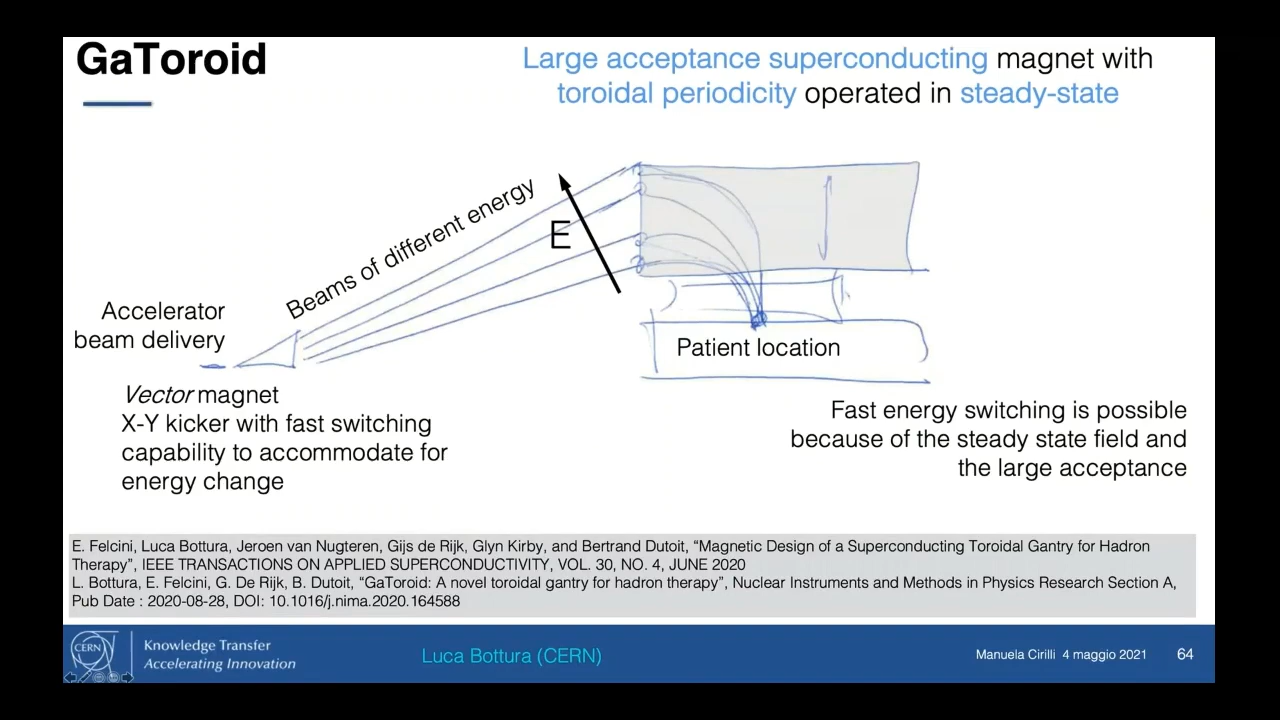 GaToroid
Large acceptance superconducting magnet with
toroidal periodicity operated in steady-state
Beams of different energy
E
Accelerator
beam delivery
Patient location
Vector magnet
X-Y kicker with fast switching
capability to accommodate for
energy change
Fast energy switching is possible
because of the steady state field and
the large acceptance
E. Felcini, Luca Bottura, Jeroen van Nugteren, Gijs de Rijk, Glyn Kirby, and Bertrand Dutoit, “Magnetic Design of a Superconducting Toroidal Gantry for Hadron
Therapy”, IEEE TRANSACTIONS ON APPLIED SUPERCONDUCTIVITY, VOL. 30, NO. 4, JUNE 2020
L. Bottura, E. Felcini, G. De Rijk, B. Dutoit, “GaToroid: A novel toroidal gantry for hadron therapy”, Nuclear Instruments and Methods in Physics Research Section A,
Pub Date : 2020-08-28, DOI: 10.1016/j.nima.2020.164588
CERN
Knowledge Transfer
Accelerating Innovation
Luca Bottura (CERN)
Manuela Cirilli 4 maggio 2021
64